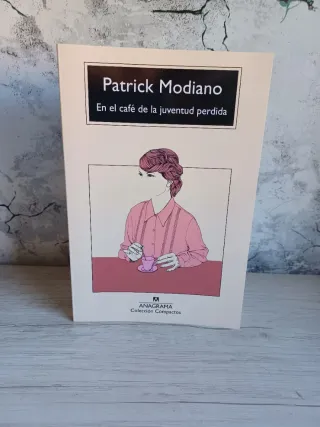 Patrick Modiano
En el café de la juventud perdida
ANAGRAMA
Colección Compactos